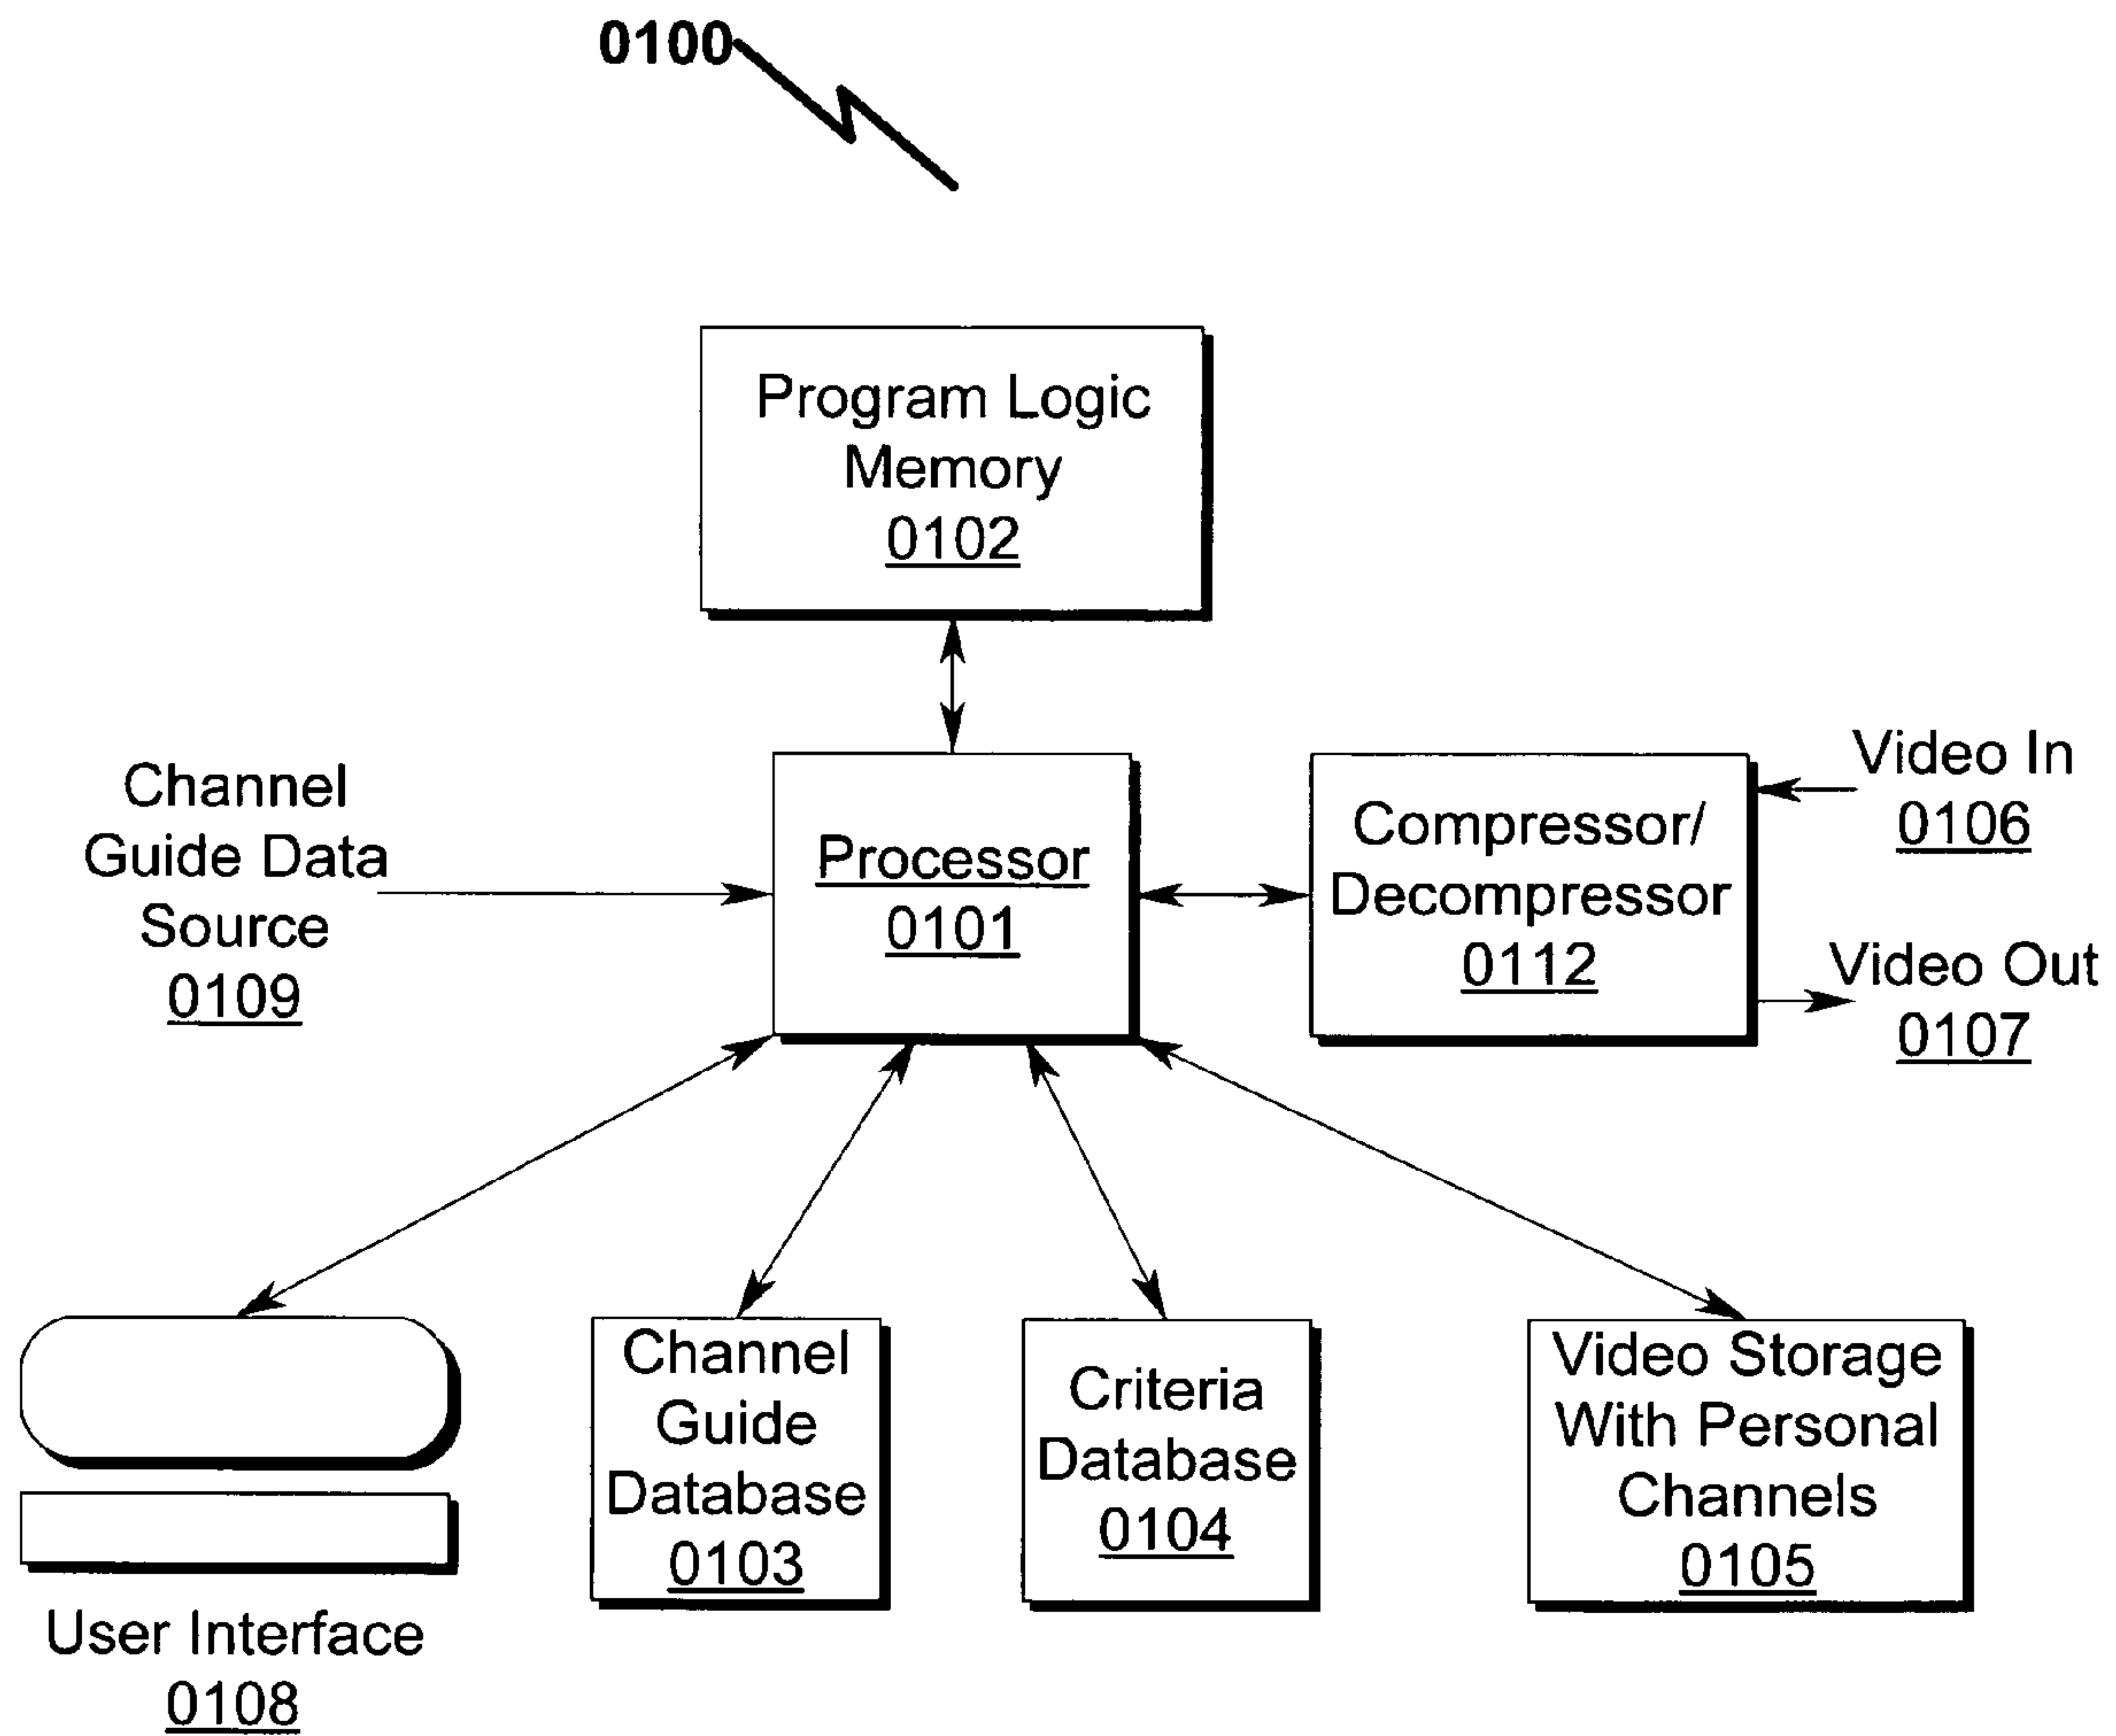 0100
Program Logic
Memory
0102
Channel
Guide Data
Source
0109
Processor
0101
Compressor/
Decompressor
0112
Video In
0106
Video Out
0107
User Interface
0108
Channel
Guide
Database
0103
Criteria
Database
0104
Video Storage
With Personal
Channels
0105